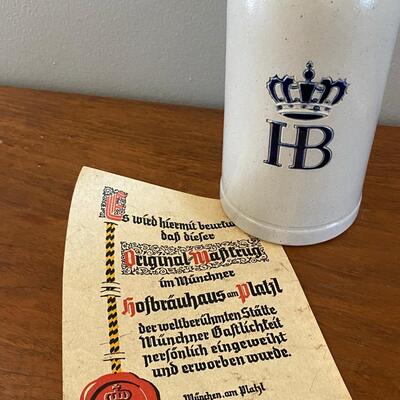 HB
Es wird hiermit beurku
daß dieser
Original-Maßkrug
im Münchner
Hofbräuhaus am Platzl
der weltberühmten Stätte
Münchner Gastlichkeit
persönlich eingeweiht
und erworben wurde.
München, am Platzl